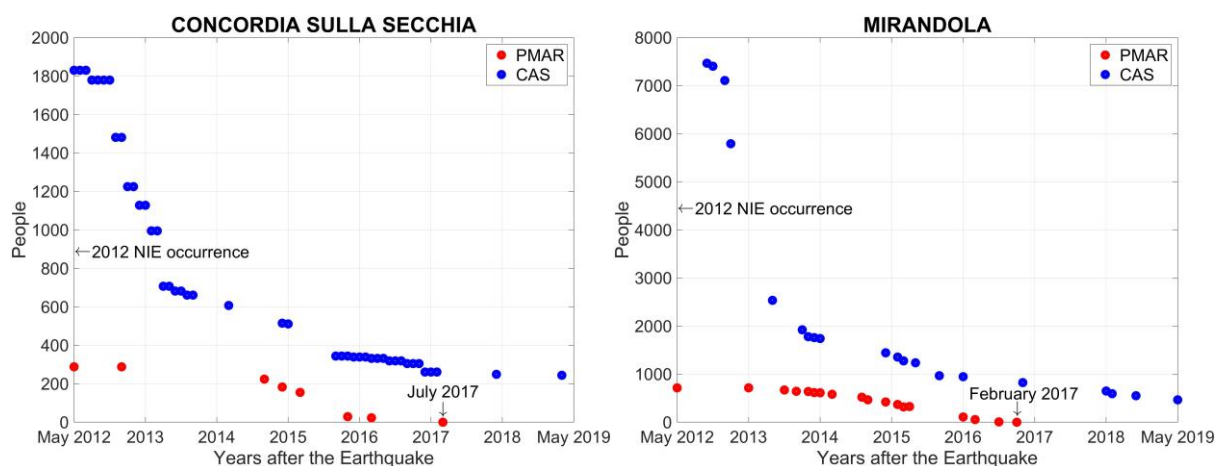 CONCORDIA SULLA SECCHIA
2000
1800
1600
1400
1200
1000
800
600
400
200
0
People
PMAR
CAS
←2012 NIE occurrence
July 2017
May 2012
2013
2014
2015
2016
2017
2018
May 2019
Years after the Earthquake
MIRANDOLA
8000
7000
6000
5000
4000
3000
2000
1000
0
People
PMAR
CAS
←2012 NIE occurrence
February 2017
May 2012
2013
2014
2015
2016
2017
2018
May 2019
Years after the Earthquake